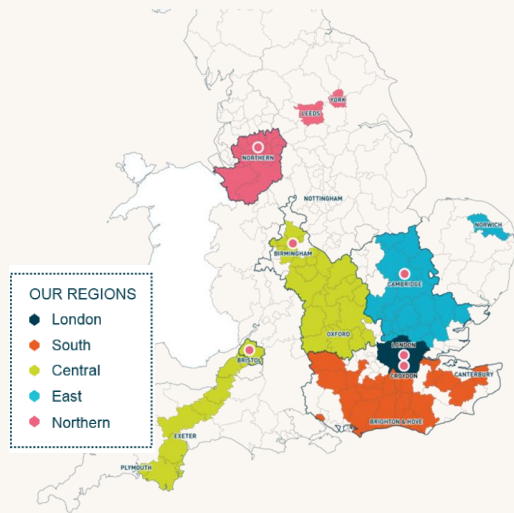 YORK
LEEDS
NORTHERN
NOTTINGHAM
NORWICH
BIRMINGHAM
CAMBRIDGE
OUR REGIONS
London
South
Central
East
Northern
OXFORD
LONDON
BRISTOL
CROYDON
CANTERBURY
BRIGHTON & HOVE
EXETER
PLYMOUTH